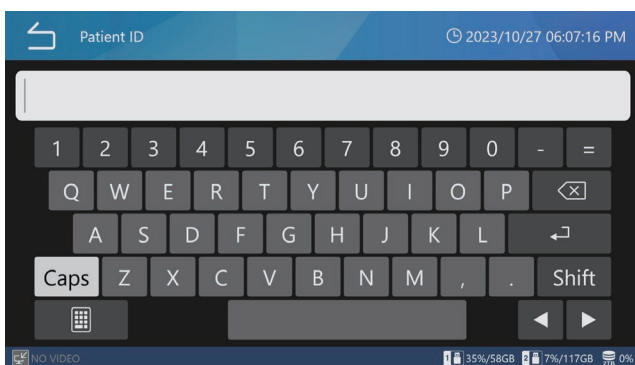 Patient ID
2023/10/27 06:07:16 PM
1 2 3 4 5 6 7 8 9 0 - =
Q W E R T Y U I O P
A S D F G H J K L
Caps Z X C V B N M , . Shift
NO VIDEO 1 35%/58GB 2 7%/117GB 2TB 0%